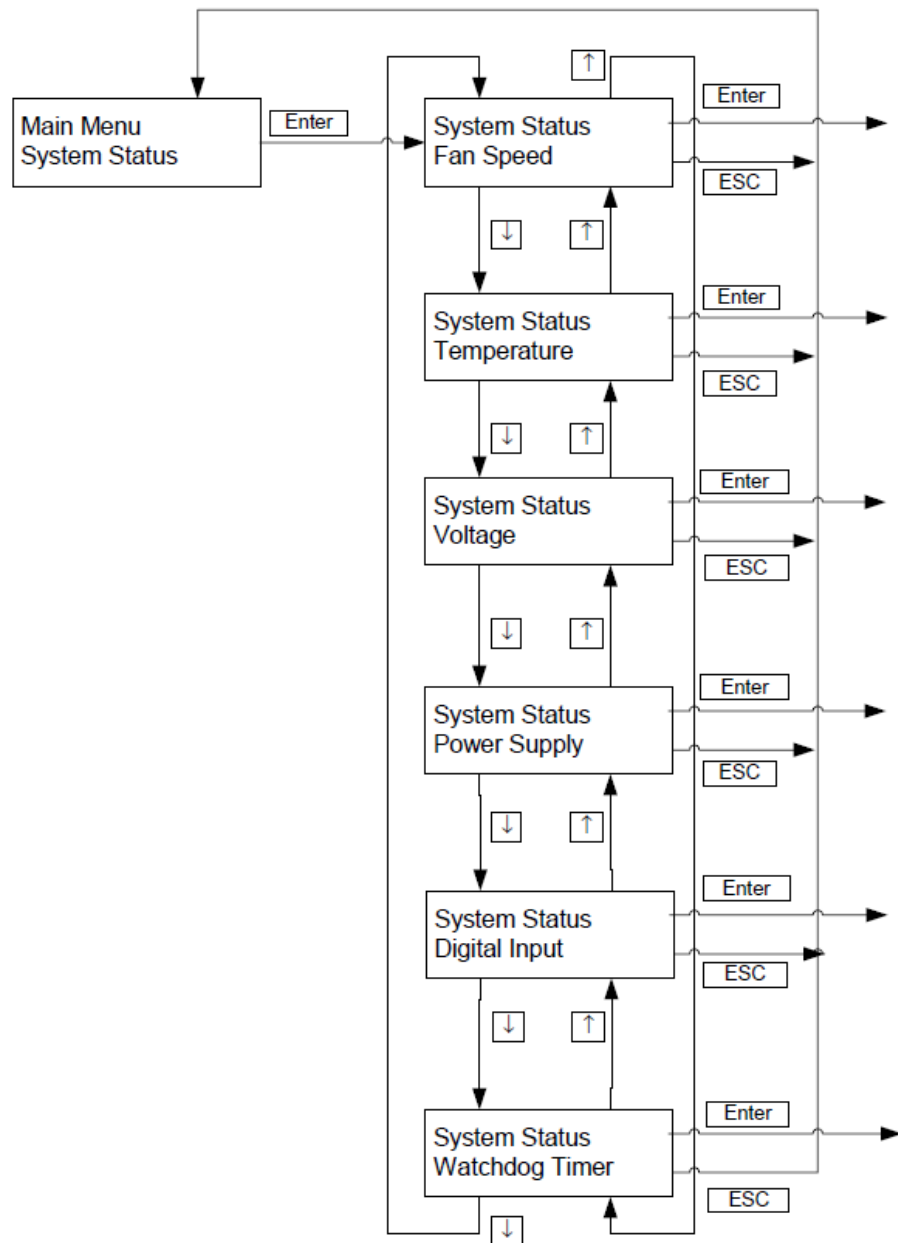 ↑
Enter
Main Menu
System Status
Enter
System Status
Fan Speed
ESC
↓
↑
Enter
System Status
Temperature
ESC
↓
↑
Enter
System Status
Voltage
ESC
↓
↑
Enter
System Status
Power Supply
ESC
↓
↑
Enter
System Status
Digital Input
ESC
↓
↑
Enter
System Status
Watchdog Timer
ESC
↓